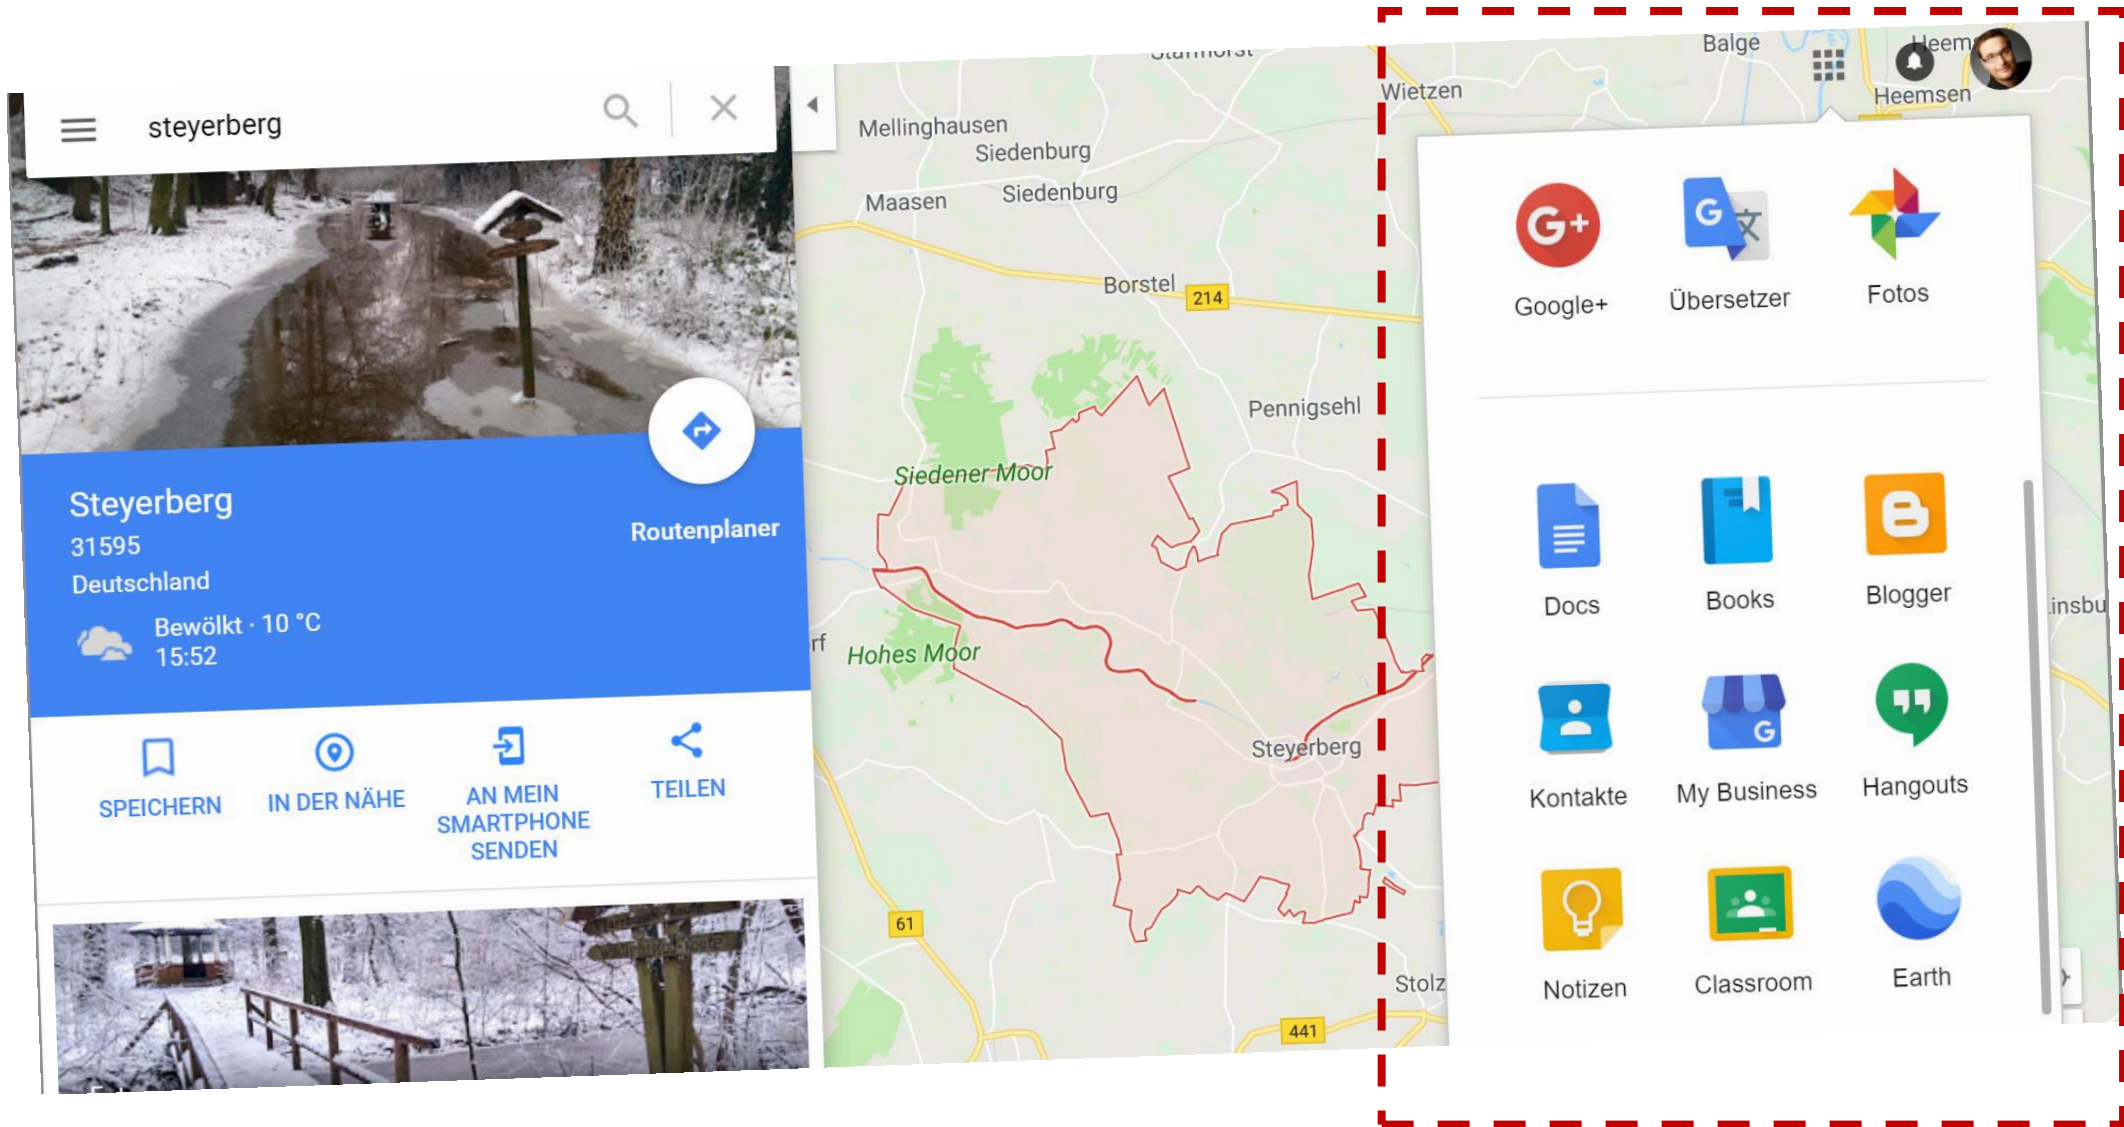 steyerberg
Steyerberg
31595
Deutschland
Bewölkt · 10 °C
15:52
Routenplaner
SPEICHERN
IN DER NÄHE
AN MEIN
SMARTPHONE
SENDEN
TEILEN
Mellinghausen
Siedenburg
Siedenburg
Maasen
Borstel
214
Pennigsehl
Siedener Moor
Hohes Moor
Steyerberg
61
441
Wietzen
Balge
Heemsen
G+
Google+
G
文
Übersetzer
Fotos
Docs
Books
B
Blogger
Kontakte
G
My Business
Hangouts
Notizen
Classroom
Earth